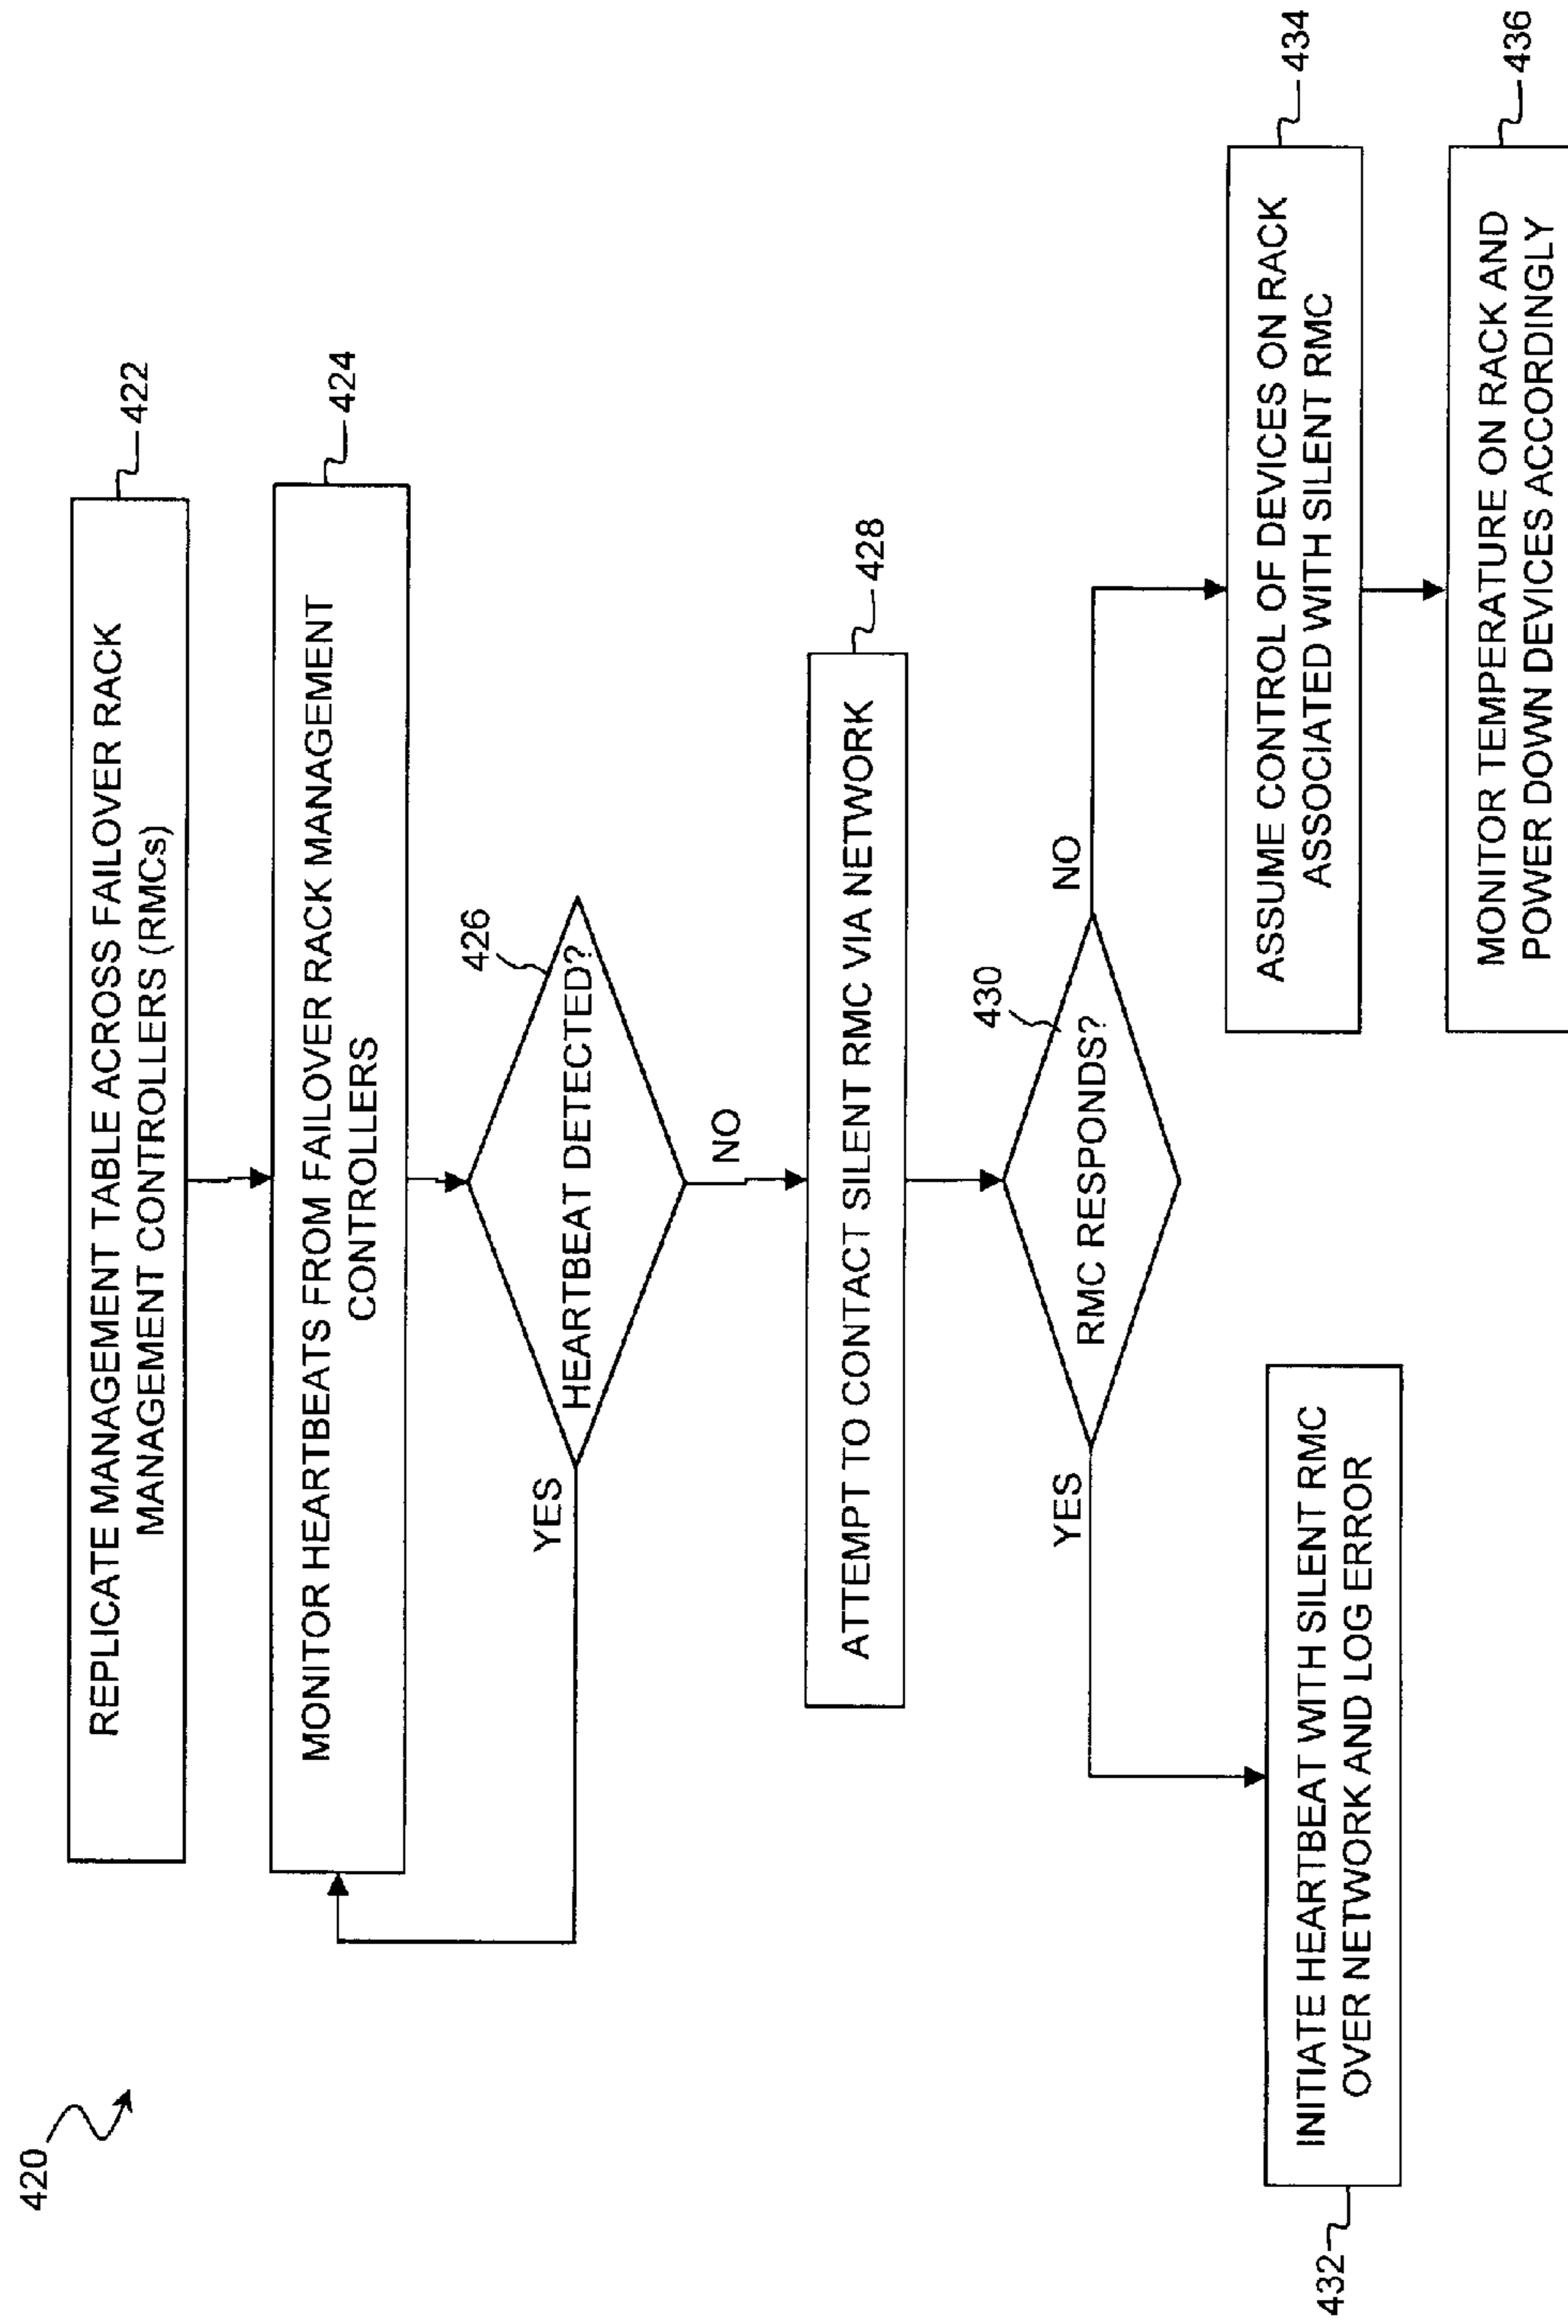 420
REPLICATE MANAGEMENT TABLE ACROSS FAILOVER RACK
MANAGEMENT CONTROLLERS (RMCs)
422
MONITOR HEARTBEATS FROM FAILOVER RACK MANAGEMENT
CONTROLLERS
424
426
HEARTBEAT DETECTED?
YES
NO
ATTEMPT TO CONTACT SILENT RMC VIA NETWORK
428
430
RMC RESPONDS?
YES
NO
INITIATE HEARTBEAT WITH SILENT RMC
OVER NETWORK AND LOG ERROR
432
ASSUME CONTROL OF DEVICES ON RACK
ASSOCIATED WITH SILENT RMC
434
MONITOR TEMPERATURE ON RACK AND
POWER DOWN DEVICES ACCORDINGLY
436